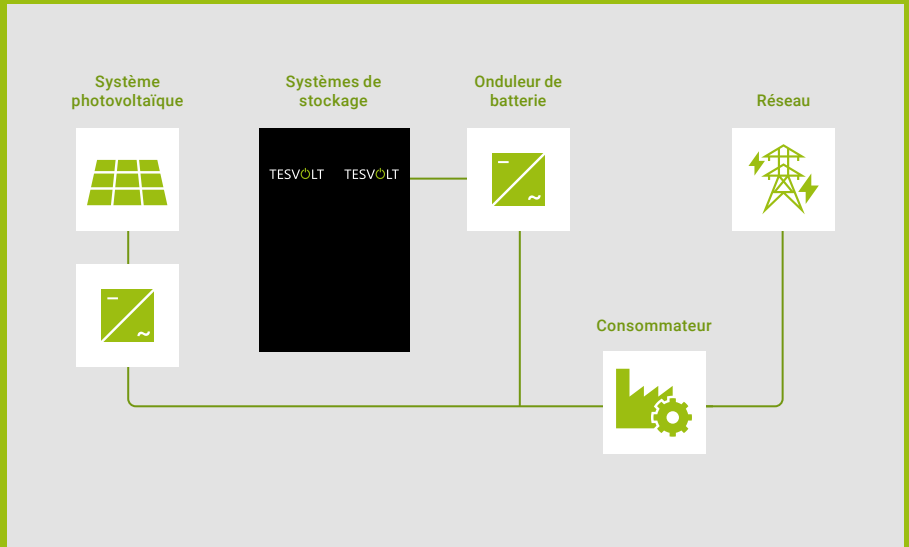 Système
photovoltaïque
Systèmes de
stockage
Onduleur de
batterie
Réseau
TESVOLT TESVOLT
Consommateur